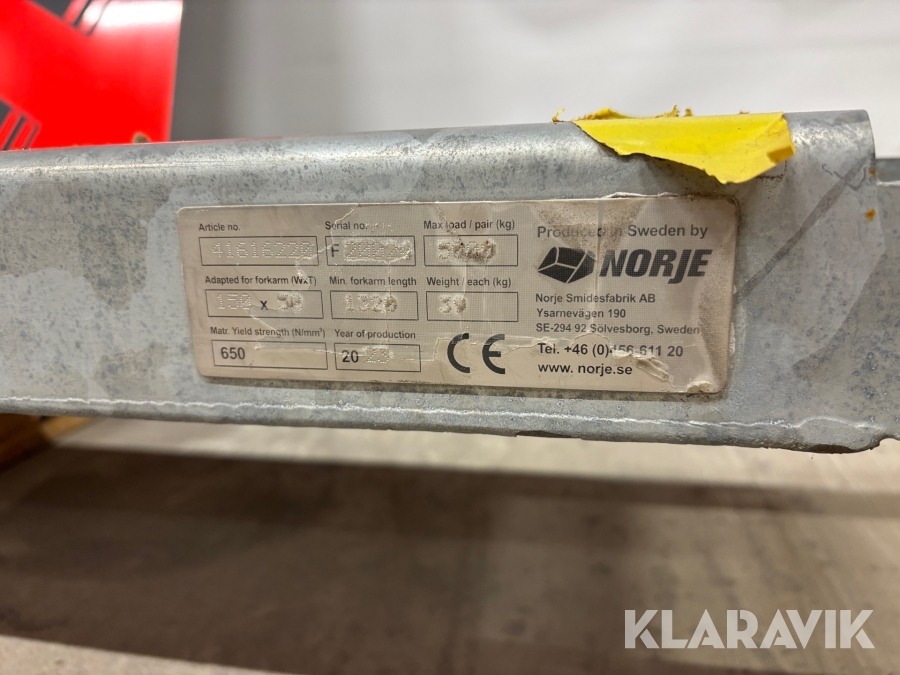 Article no.
Serial no.
Max load / pair (kg)
F
Adapted for forkarm (WxT)
Min. forkarm length
Weight / each (kg)
150 x
Matr. Yield strength (N/mm²)
Year of production
650
20
CE
Produced in Sweden by
NORJE
Norje Smidesfabrik AB
Ysarnevägen 190
SE-294 92 Sölvesborg, Sweden
Tel. +46 (0)456-611 20
www. norje.se
KLARAVIK